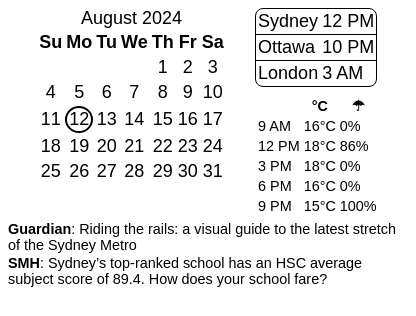 August 2024
Su Mo Tu We Th Fr Sa
1 2 3
4 5 6 7 8 9 10
11 12 13 14 15 16 17
18 19 20 21 22 23 24
25 26 27 28 29 30 31
Sydney 12 PM
Ottawa 10 PM
London 3 AM
°C ☂
9 AM 16°C 0%
12 PM 18°C 86%
3 PM 18°C 0%
6 PM 16°C 0%
9 PM 15°C 100%
Guardian: Riding the rails: a visual guide to the latest stretch
of the Sydney Metro
SMH: Sydney’s top-ranked school has an HSC average
subject score of 89.4. How does your school fare?